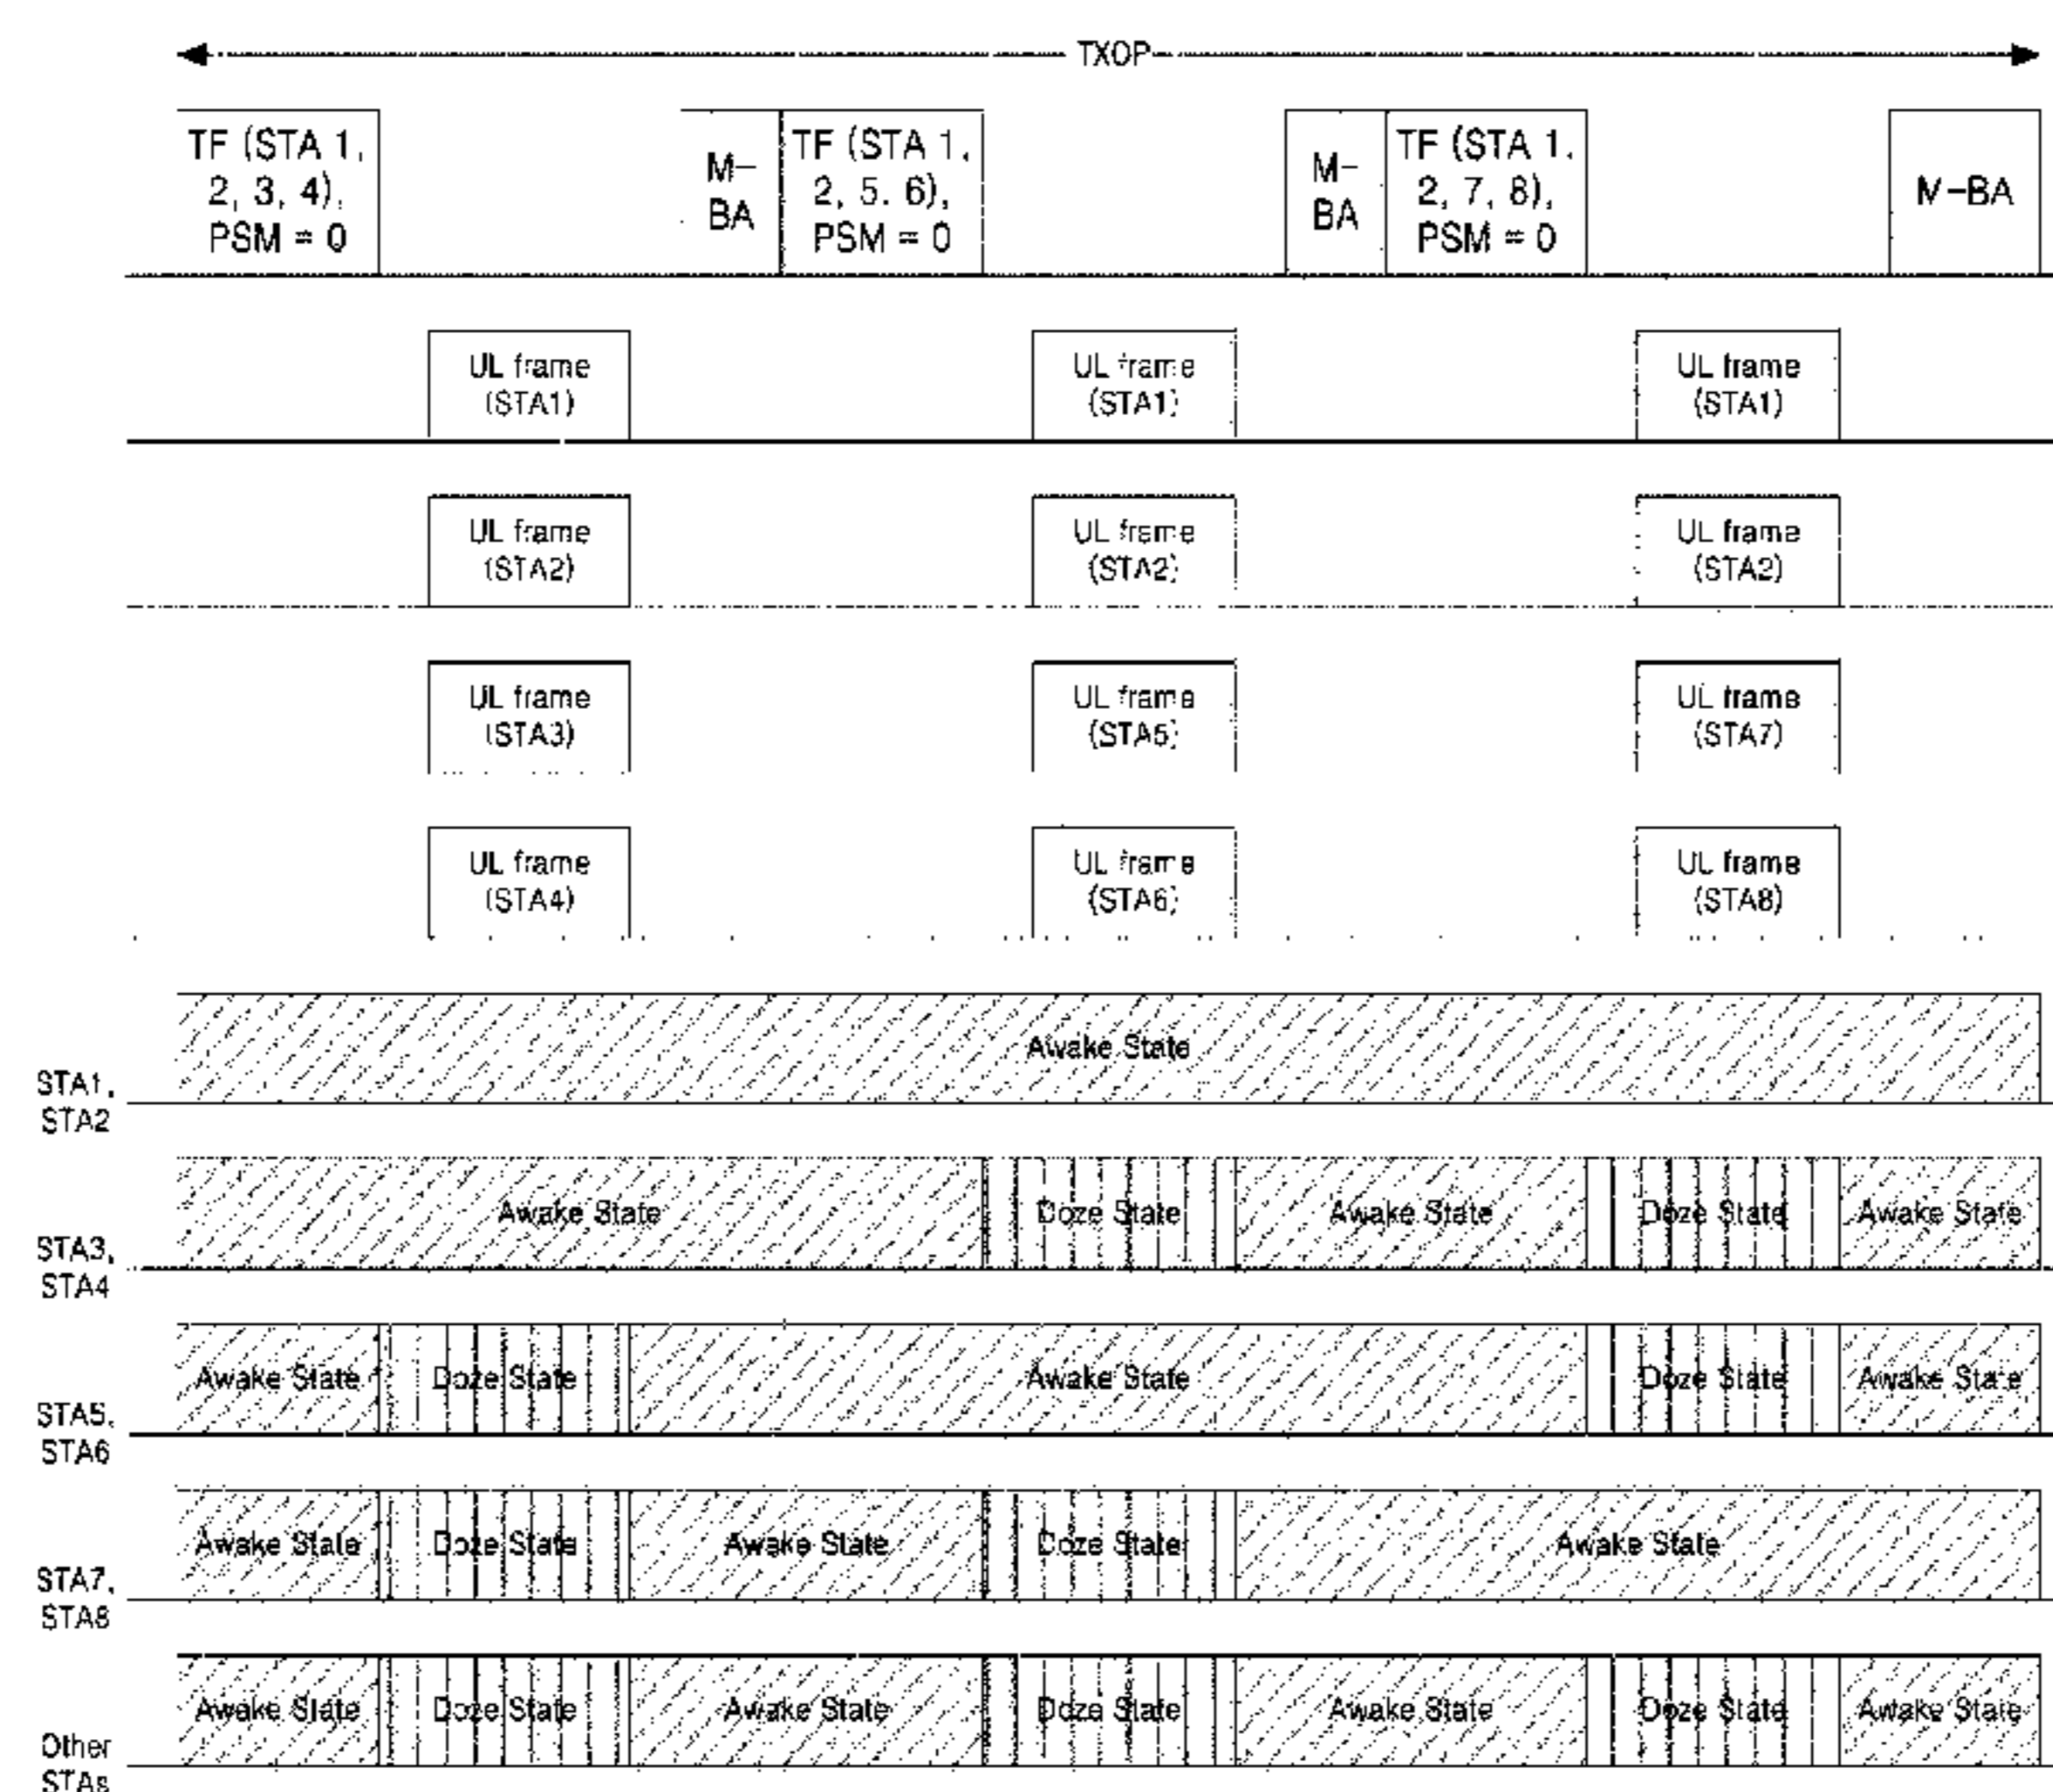 TXOP
TF (STA 1,
2, 3, 4),
PSM = 0
M-
BA
TF (STA 1,
2, 5. 6),
PSM = 0
M-
BA
TF (STA 1,
2, 7, 8),
PSM = 0
M-BA
UL frame
(STA1)
UL frame
(STA1)
UL frame
(STA1)
UL frame
(STA2)
UL frame
(STA2)
UL frame
(STA2)
UL frame
(STA3)
UL frame
(STA5)
UL frame
(STA7)
UL frame
(STA4)
UL frame
(STA6)
UL frame
(STA8)
STA1,
STA2
Awake State
STA3,
STA4
Awake State
Doze State
Awake State
Doze State
Awake State
STA5,
STA6
Awake State
Doze State
Awake State
Doze State
Awake State
STA7,
STA8
Awake State
Doze State
Awake State
Doze State
Awake State
Other
STAs
Awake State
Doze State
Awake State
Doze State
Awake State
Doze State
Awake State